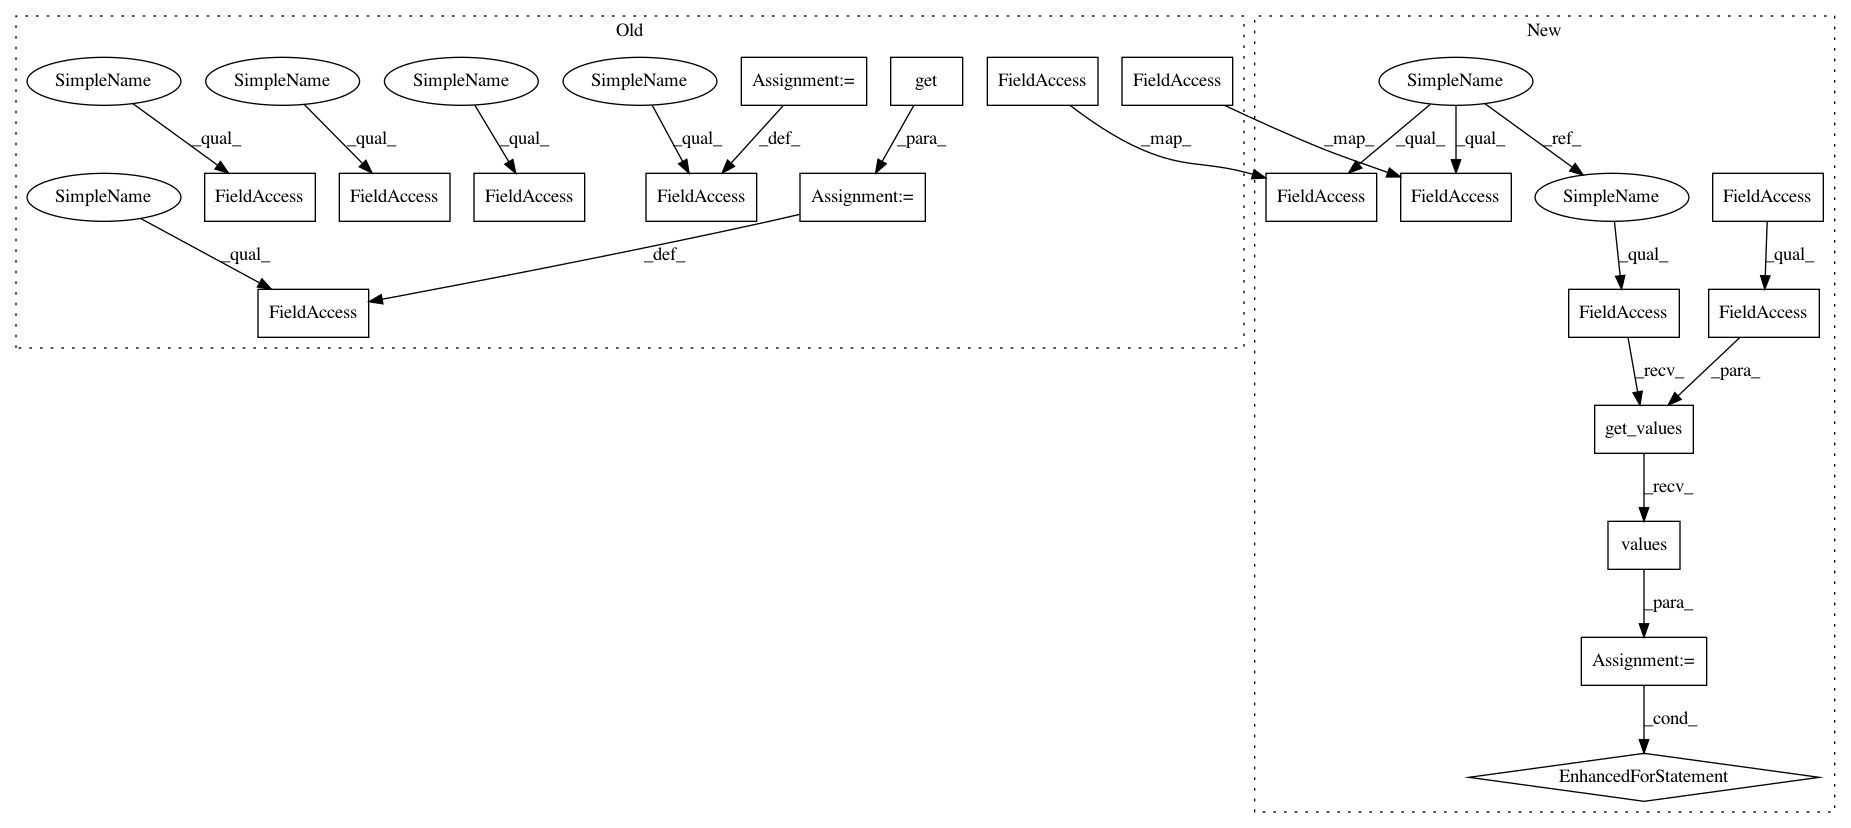 Old
New
SimpleName
SimpleName
SimpleName
SimpleName
Assignment:=
get
FieldAccess
FieldAccess
SimpleName
_qual_
_qual_
_qual_
_qual_
_def_
_para_
_map_
_map_
_qual_
_qual_
_ref_
SimpleName
FieldAccess
FieldAccess
FieldAccess
FieldAccess
Assignment:=
FieldAccess
FieldAccess
SimpleName
FieldAccess
_qual_
_def_
_qual_
_qual_
FieldAccess
FieldAccess
FieldAccess
_recv_
_para_
get_values
_recv_
values
_para_
Assignment:=
_cond_
EnhancedForStatement